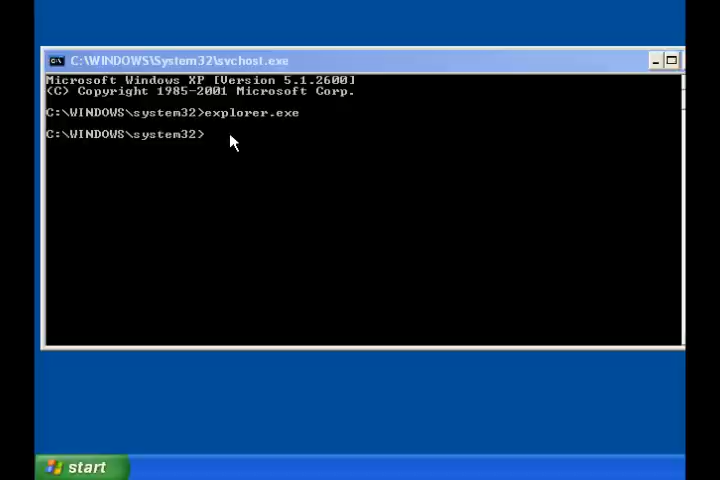 C:\WINDOWS\System32\svchost.exe
Microsoft Windows XP [Version 5.1.2600]
(C) Copyright 1985-2001 Microsoft Corp.
C:\WINDOWS\system32>explorer.exe
C:\WINDOWS\system32>
start